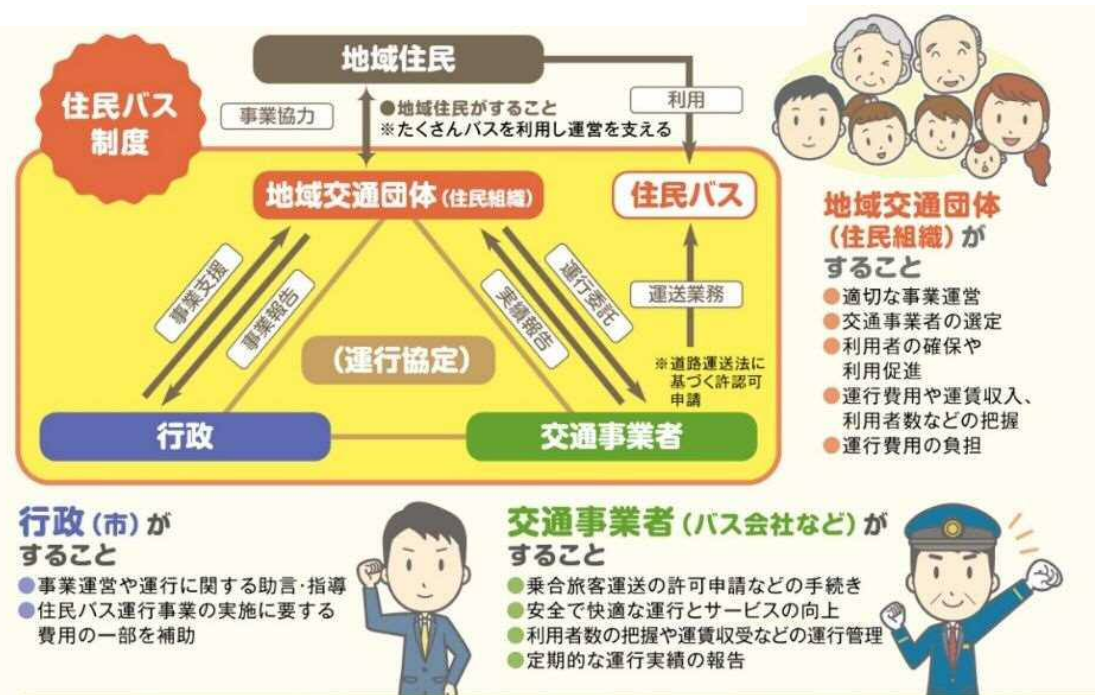 住民バス
制度
地域住民
事業協力
●地域住民がすること
※たくさんバスを利用し運営を支える
利用
地域交通団体(住民組織)
住民バス
事業支援
事業報告
実績報告
運行委託
運送業務
(運行協定)
※道路運送法に
基づく許認可
申請
行政
交通事業者
地域交通団体
(住民組織)が
すること
●適切な事業運営
●交通事業者の選定
●利用者の確保や
利用促進
●運行費用や運賃収入、
利用者数などの把握
●運行費用の負担
行政(市)が
すること
●事業運営や運行に関する助言・指導
●住民バス運行事業の実施に要する
費用の一部を補助
交通事業者(バス会社など)が
すること
●乗合旅客運送の許可申請などの手続き
●安全で快適な運行とサービスの向上
●利用者数の把握や運賃収受などの運行管理
●定期的な運行実績の報告